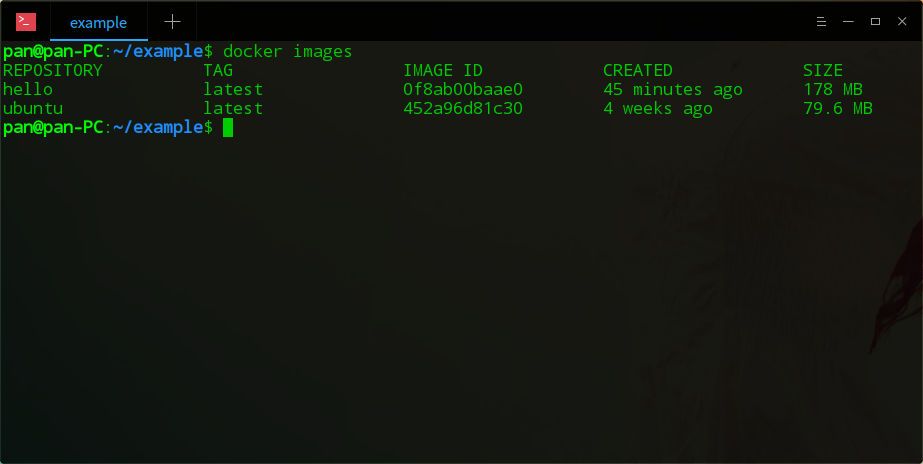 example
pan@pan-PC:~/example$ docker images
REPOSITORY TAG IMAGE ID CREATED SIZE
hello latest 0f8ab00baae0 45 minutes ago 178 MB
ubuntu latest 452a96d81c30 4 weeks ago 79.6 MB
pan@pan-PC:~/example$